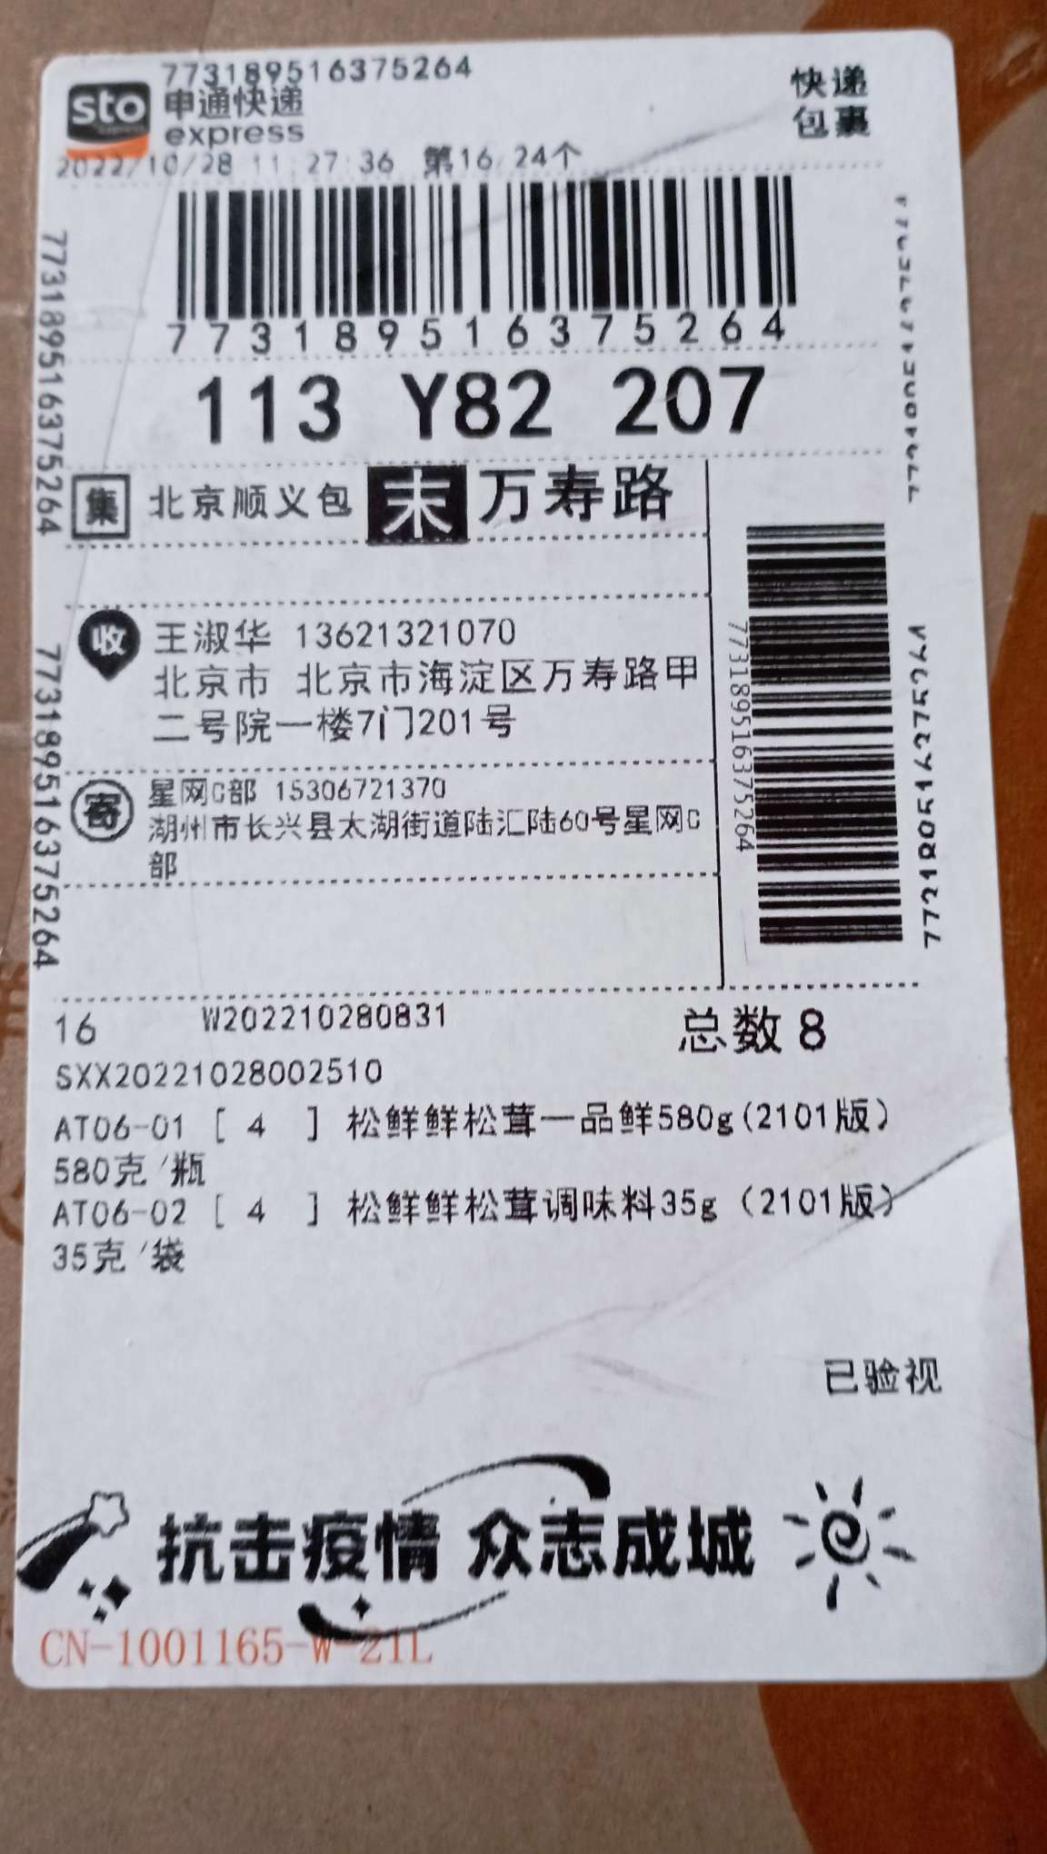 773189516375264
sto
申通快递
express
快递
包裹
2022/10/28 11:27:36 第16/24个
773189516375264
773189516375264
113 Y82 207
集 北京顺义包 末 万寿路
收 王淑华 13621321070
北京市 北京市海淀区万寿路甲
二号院一楼7门201号
773189516375264
773189516375264
寄 星网C部 15306721370
湖州市长兴县太湖街道陆汇陆60号星网C
部
16 W202210280831 总数 8
SXX20221028002510
AT06-01 [ 4 ] 松鲜鲜松茸一品鲜580g(2101版)
580克/瓶
AT06-02 [ 4 ] 松鲜鲜松茸调味料35g (2101版)
35克/袋
已验视
抗击疫情 众志成城
CN-1001165-W-21L